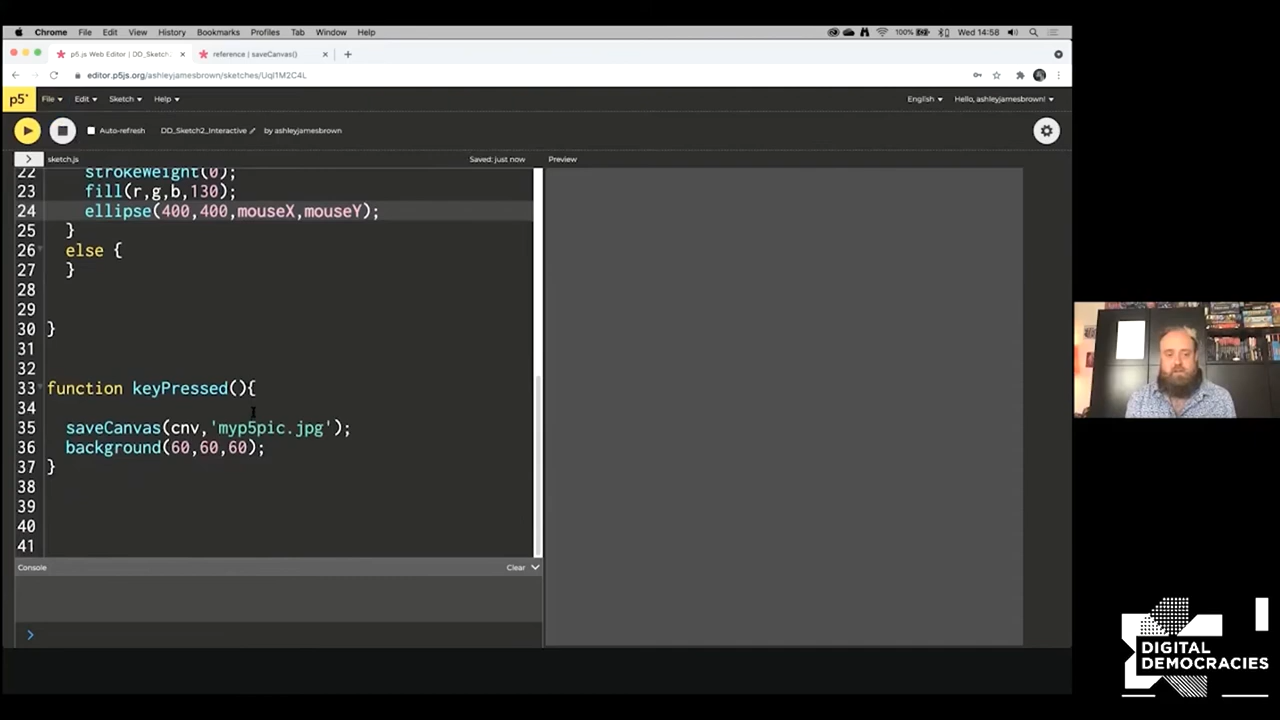 Chrome File Edit View History Bookmarks Profiles Tab Window Help 100% Wed 14:58
p5.js Web Editor | DD_Sketch reference | saveCanvas()
editor.p5js.org/ashleyjamesbrown/sketches/UqI1M2C4L
p5* File Edit Sketch Help English Hello, ashleyjamesbrown!
Auto-refresh DD_Sketch2_Interactive by ashleyjamesbrown
sketch.js Saved: just now Preview
22 strokeWeight(0);
23 fill(r,g,b,130);
24 ellipse(400,400,mouseX,mouseY);
25 }
26 else {
27 }
28
29
30 }
31
32
33 function keyPressed(){
34
35 saveCanvas(cnv,'myp5pic.jpg');
36 background(60,60,60);
37 }
38
39
40
41
Console Clear
>
DIGITAL
DEMOCRACIES